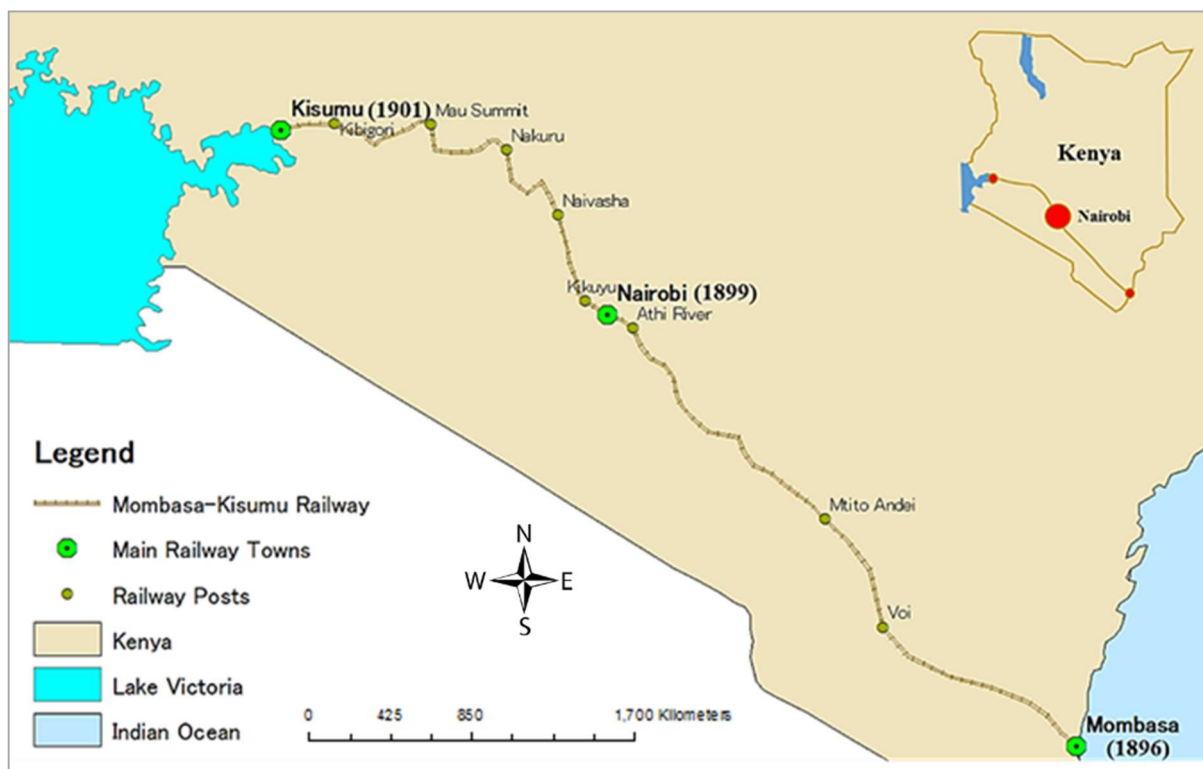 Kisumu (1901)
Mau Summit
Kibigori
Nakuru
Kenya
Nairobi
Naivasha
Kikuyu
Nairobi (1899)
Athi River
Legend
Mombasa-Kisumu Railway
Main Railway Towns
Railway Posts
Kenya
Lake Victoria
Indian Ocean
N
W E
S
0 425 850 1,700 Kilometers
Mtito Andei
Voi
Mombasa
(1896)